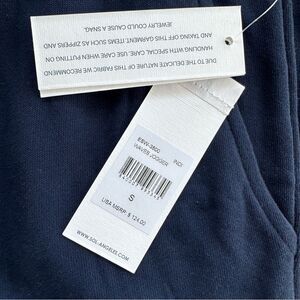 DUE TO THE DELICATE NATURE OF THIS FABRIC WE RECOMMEND
HANDLING WITH SPECIAL CARE. USE CARE WHEN PUTTING ON
AND TAKING OFF THIS GARMENT. ITEMS SUCH AS ZIPPERS AND
JEWELRY COULD CAUSE A SNAG.
WAVES JOGGER INDI
S
USA MSRP $ 124.00
WWW.SOL-ANGELES.COM